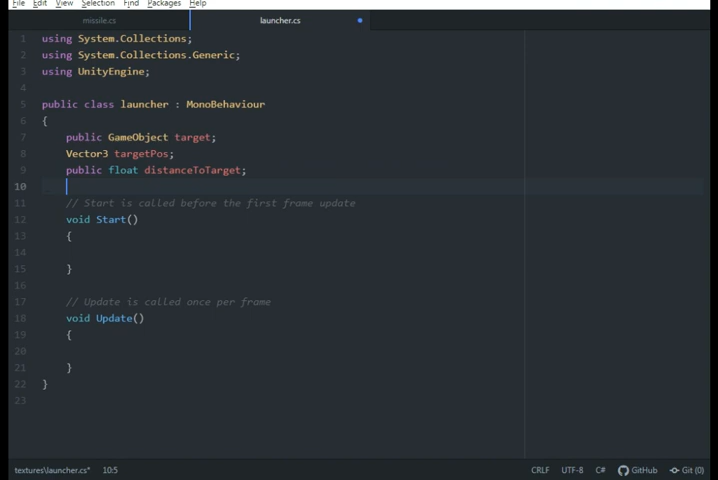 File Edit View Selection Find Packages Help
missile.cs launcher.cs
1 using System.Collections;
2 using System.Collections.Generic;
3 using UnityEngine;
4
5 public class launcher : MonoBehaviour
6 {
7 public GameObject target;
8 Vector3 targetPos;
9 public float distanceToTarget;
10
11 // Start is called before the first frame update
12 void Start()
13 {
14
15 }
16
17 // Update is called once per frame
18 void Update()
19 {
20
21 }
22 }
23
textures\launcher.cs* 10:5 CRLF UTF-8 C# GitHub Git (0)